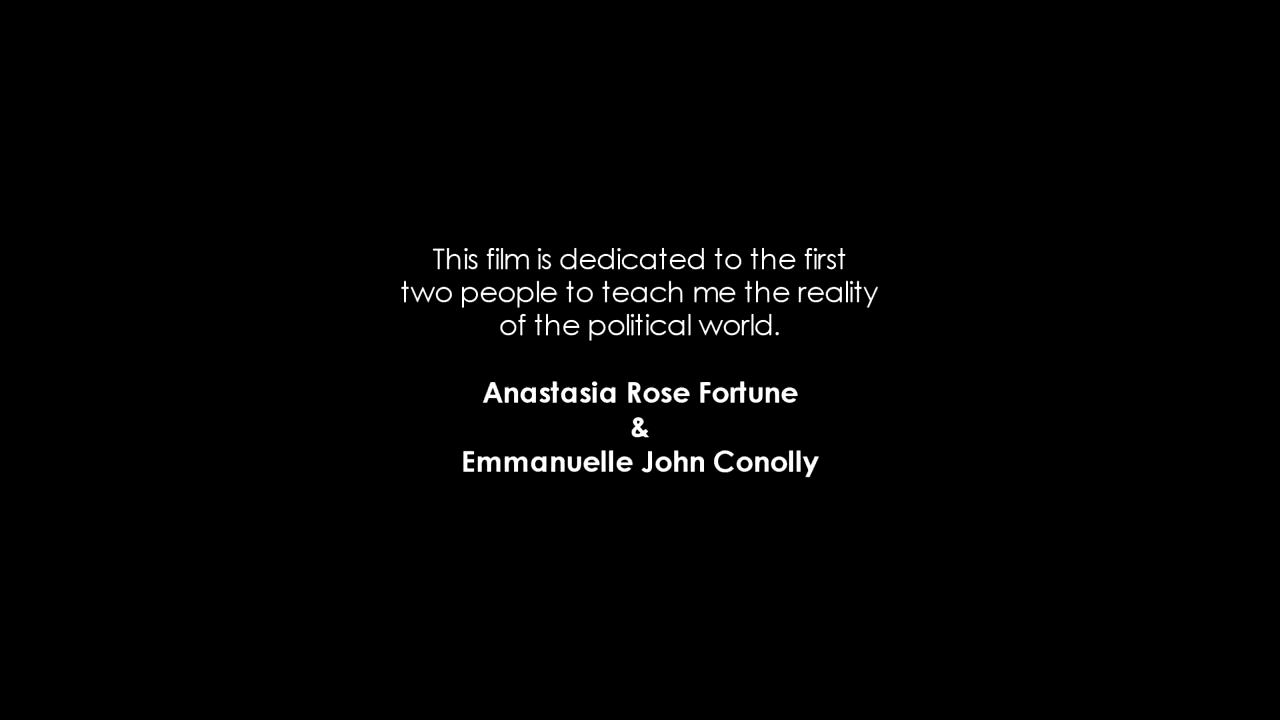 This film is dedicated to the first
two people to teach me the reality
of the political world.
Anastasia Rose Fortune
&
Emmanuelle John Conolly